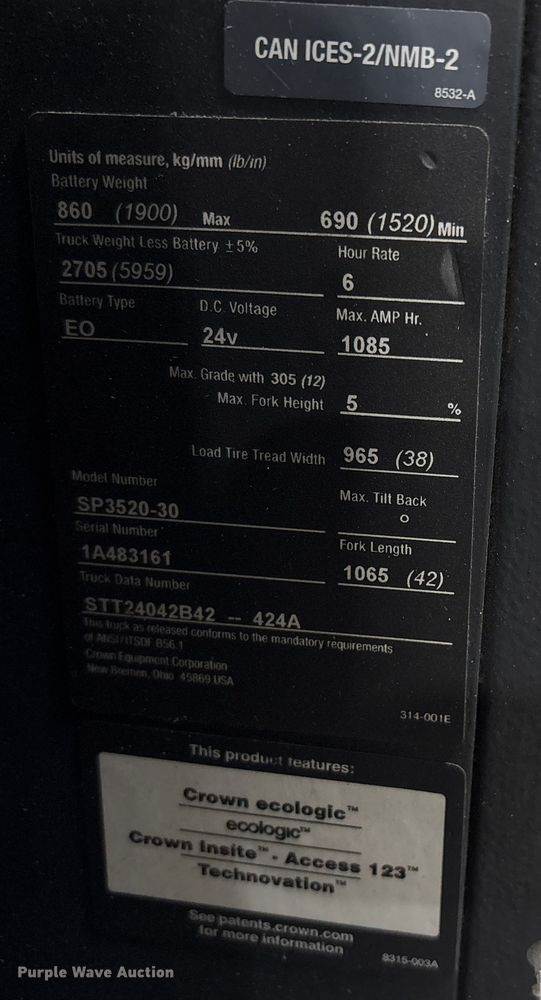 CAN ICES-2/NMB-2
8532-A
Units of measure, kg/mm (lb/in)
Battery Weight
860 (1900) Max 690 (1520) Min
Truck Weight Less Battery ± 5%
Hour Rate
2705 (5959)
6
Battery Type D.C. Voltage Max. AMP Hr.
EO 24v 1085
Max. Grade with 305 (12)
Max. Fork Height 5 %
Load Tire Tread Width 965 (38)
Model Number
Max. Tilt Back
SP3520-30
°
Serial Number
Fork Length
1A483161
1065 (42)
Truck Data Number
STT24042B42 -- 424A
This truck as released conforms to the mandatory requirements
of ANSI/ITSDF B56.1
Crown Equipment Corporation
New Bremen, Ohio 45869 USA
314-001E
This product features:
Crown ecologic™
ecologic™
Crown Insite™ - Access 123™
Technovation™
See patents.crown.com
for more information
8315-003A
Purple Wave Auction